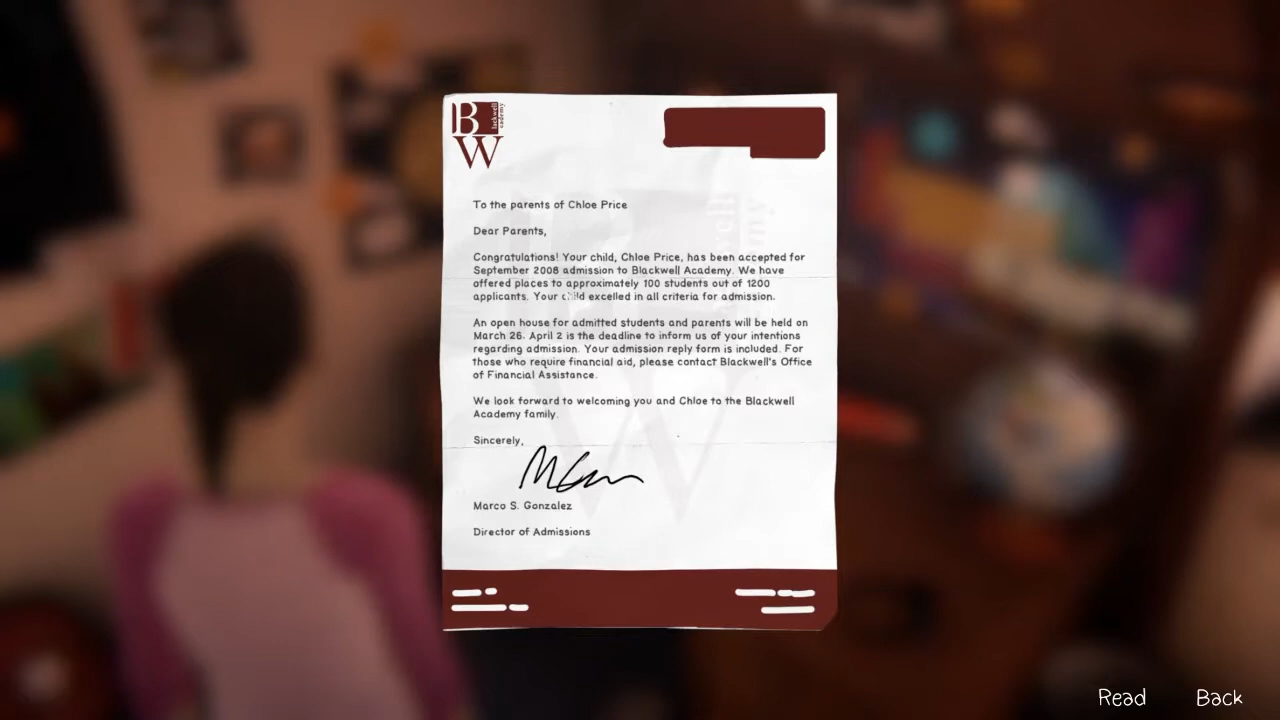 B
lackwell
cademy
W
To the parents of Chloe Price
Dear Parents,
Congratulations! Your child, Chloe Price, has been accepted for
September 2008 admission to Blackwell Academy. We have
offered places to approximately 100 students out of 1200
applicants. Your child excelled in all criteria for admission.
An open house for admitted students and parents will be held on
March 26. April 2 is the deadline to inform us of your intentions
regarding admission. Your admission reply form is included. For
those who require financial aid, please contact Blackwell's Office
of Financial Assistance.
We look forward to welcoming you and Chloe to the Blackwell
Academy family.
Sincerely,
Marco S. Gonzalez
Director of Admissions
Read Back